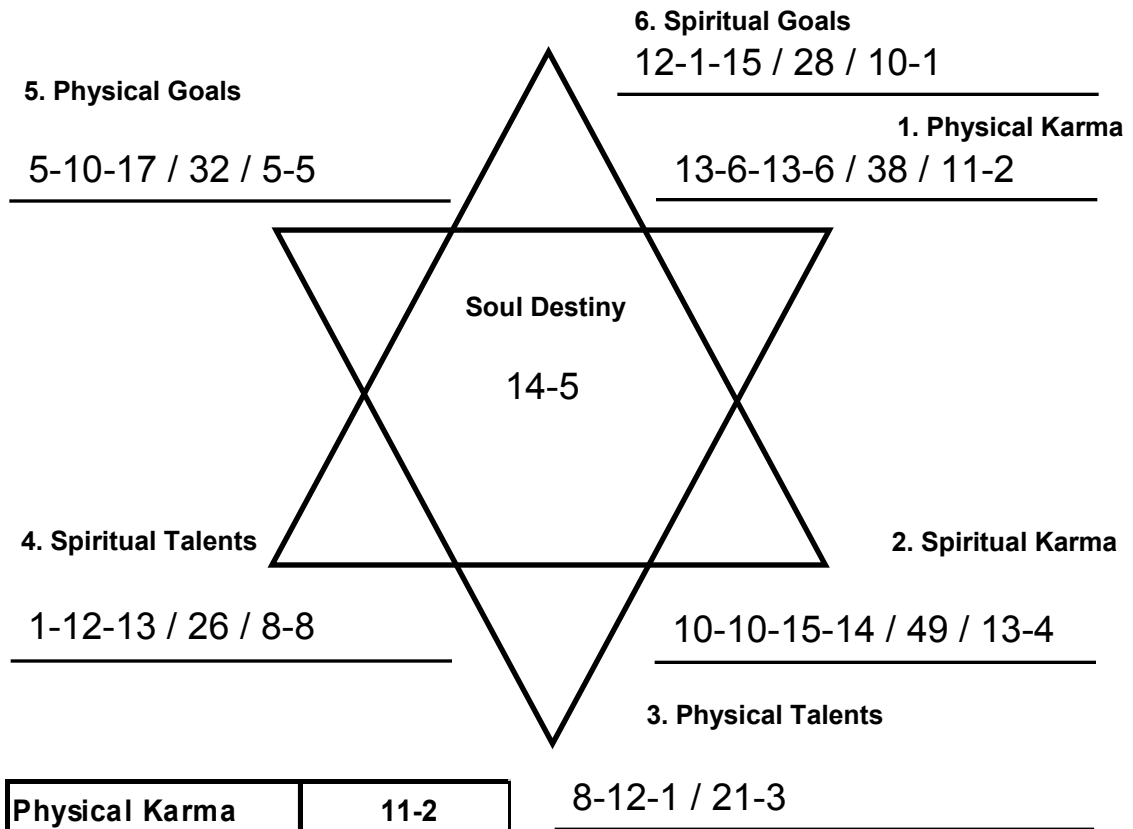 6. Spiritual Goals
12-1-15 / 28 / 10-1
5. Physical Goals
5-10-17 / 32 / 5-5
1. Physical Karma
13-6-13-6 / 38 / 11-2
Soul Destiny
14-5
4. Spiritual Talents
1-12-13 / 26 / 8-8
2. Spiritual Karma
10-10-15-14 / 49 / 13-4
3. Physical Talents
8-12-1 / 21-3
Physical Karma 11-2